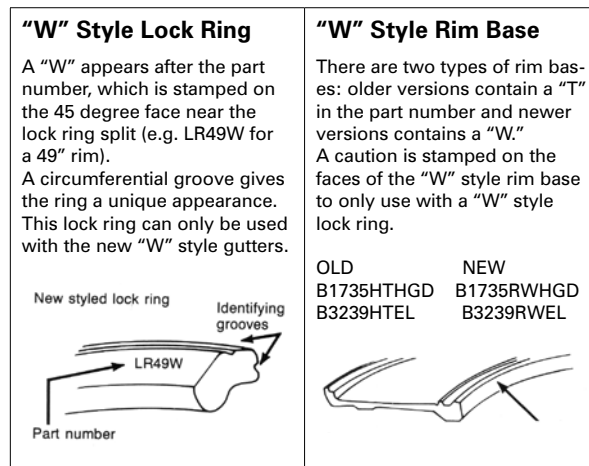 “W” Style Lock Ring
A “W” appears after the part
number, which is stamped on
the 45 degree face near the
lock ring split (e.g. LR49W for
a 49” rim).
A circumferential groove gives
the ring a unique appearance.
This lock ring can only be used
with the new “W” style gutters.
New styled lock ring
Identifying
grooves
LR49W
Part number
“W” Style Rim Base
There are two types of rim bas-
es: older versions contain a “T”
in the part number and newer
versions contains a “W.”
A caution is stamped on the
faces of the “W” style rim base
to only use with a “W” style
lock ring.
OLD NEW
B1735HTHGD B1735RWHGD
B3239HTEL B3239RWEL